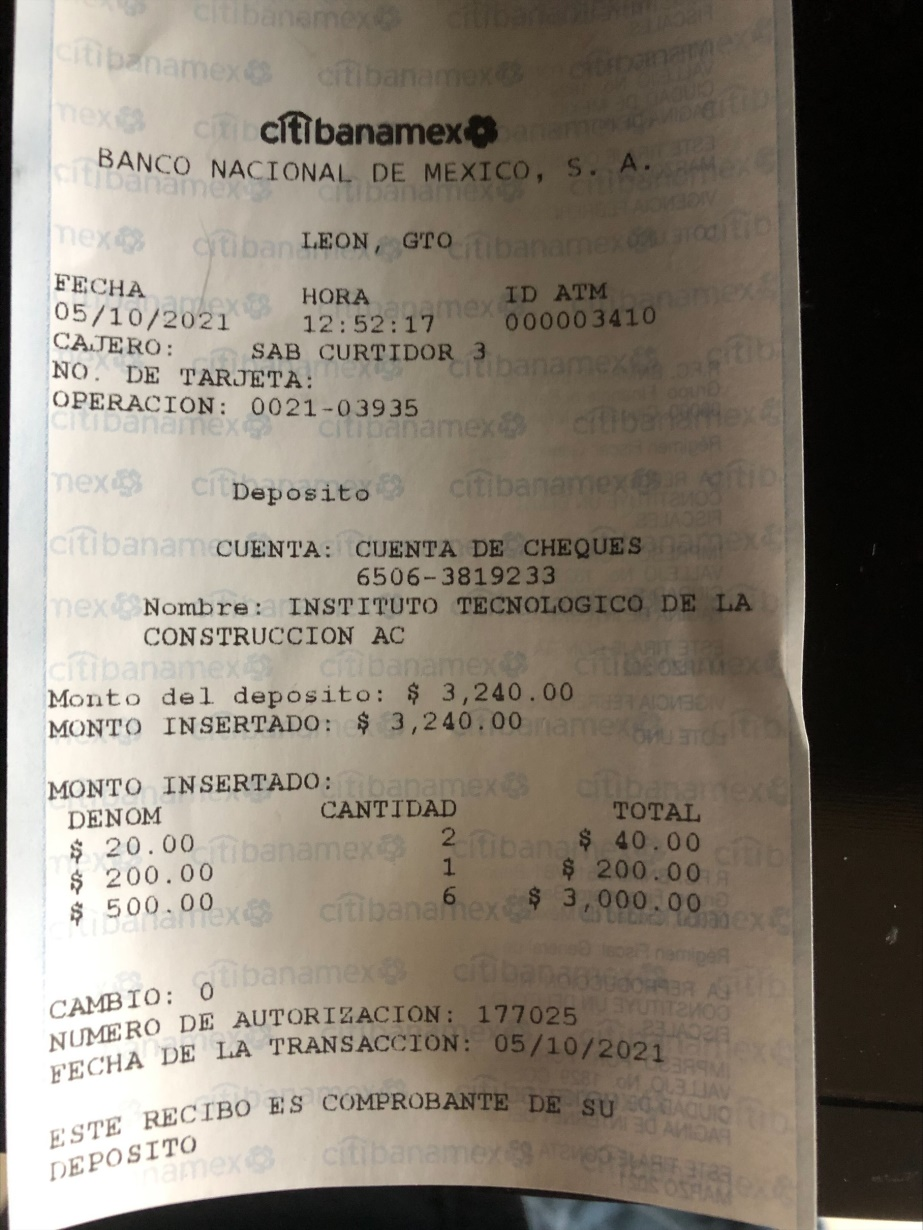 citibanamex
BANCO NACIONAL DE MEXICO, S. A.
LEON, GTO
FECHA HORA ID ATM
05/10/2021 12:52:17 000003410
CAJERO: SAB CURTIDOR 3
NO. DE TARJETA:
OPERACION: 0021-03935
Deposito
CUENTA: CUENTA DE CHEQUES
6506-3819233
Nombre: INSTITUTO TECNOLOGICO DE LA
CONSTRUCCION AC
Monto del deposito: $ 3,240.00
MONTO INSERTADO: $ 3,240.00
MONTO INSERTADO:
DENOM CANTIDAD TOTAL
$ 20.00 2 $ 40.00
$ 200.00 1 $ 200.00
$ 500.00 6 $ 3,000.00
CAMBIO: 0
NUMERO DE AUTORIZACION: 177025
FECHA DE LA TRANSACCION: 05/10/2021
ESTE RECIBO ES COMPROBANTE DE SU
DEPOSITO